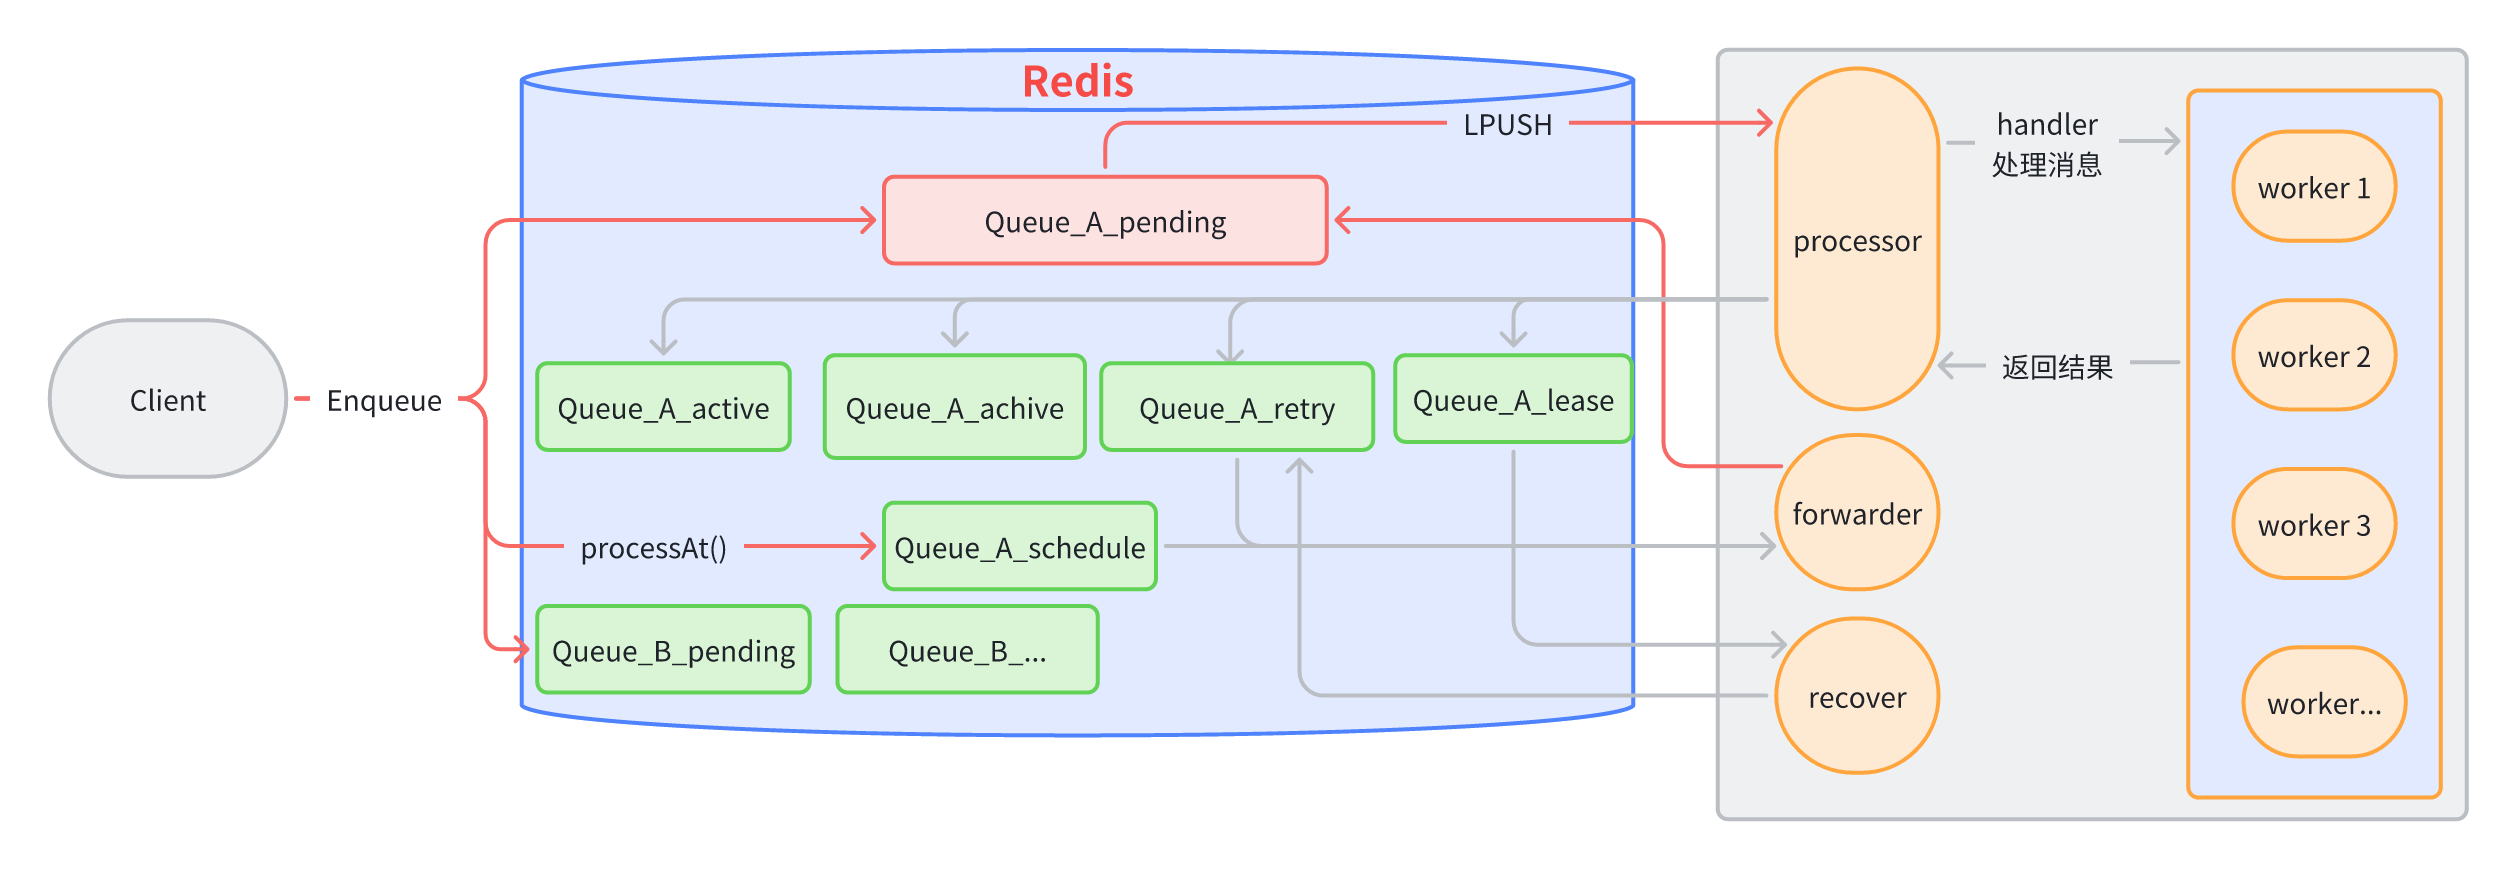 Redis
LPUSH
handler
处理消息
worker 1
Queue_A_pending
processor
worker 2
返回结果
Client
Enqueue
Queue_A_active
Queue_A_achive
Queue_A_retry
Queue_A_lease
forwarder
worker 3
processAt()
Queue_A_schedule
Queue_B_pending
Queue_B_...
recover
worker...